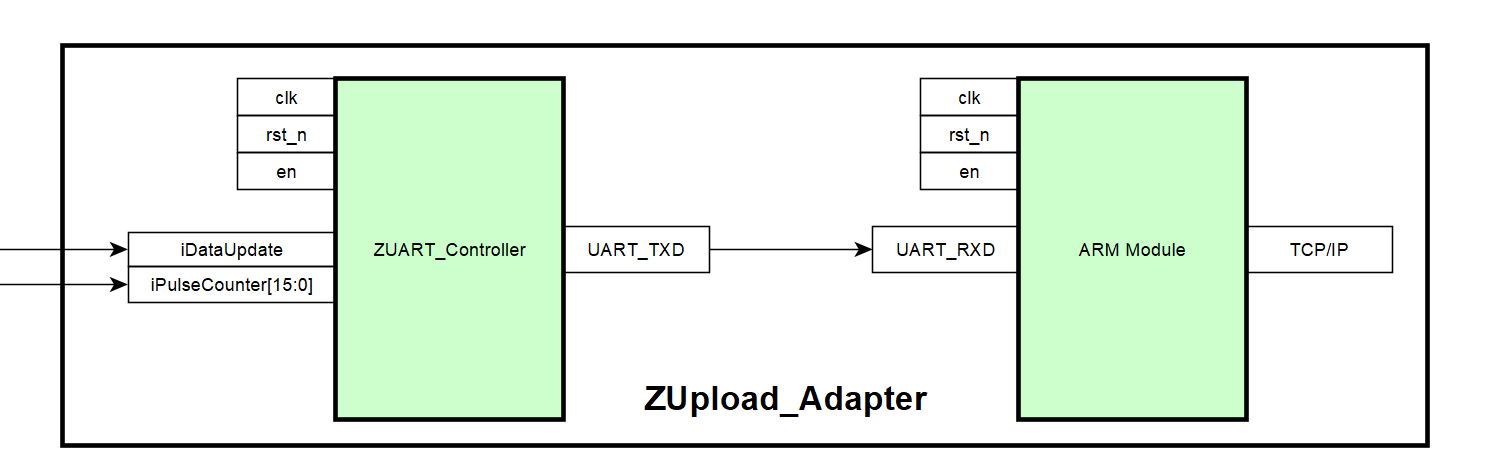 clk
rst_n
en
iDataUpdate
iPulseCounter[15:0]
ZUART_Controller
UART_TXD
clk
rst_n
en
UART_RXD
ARM Module
TCP/IP
ZUpload_Adapter